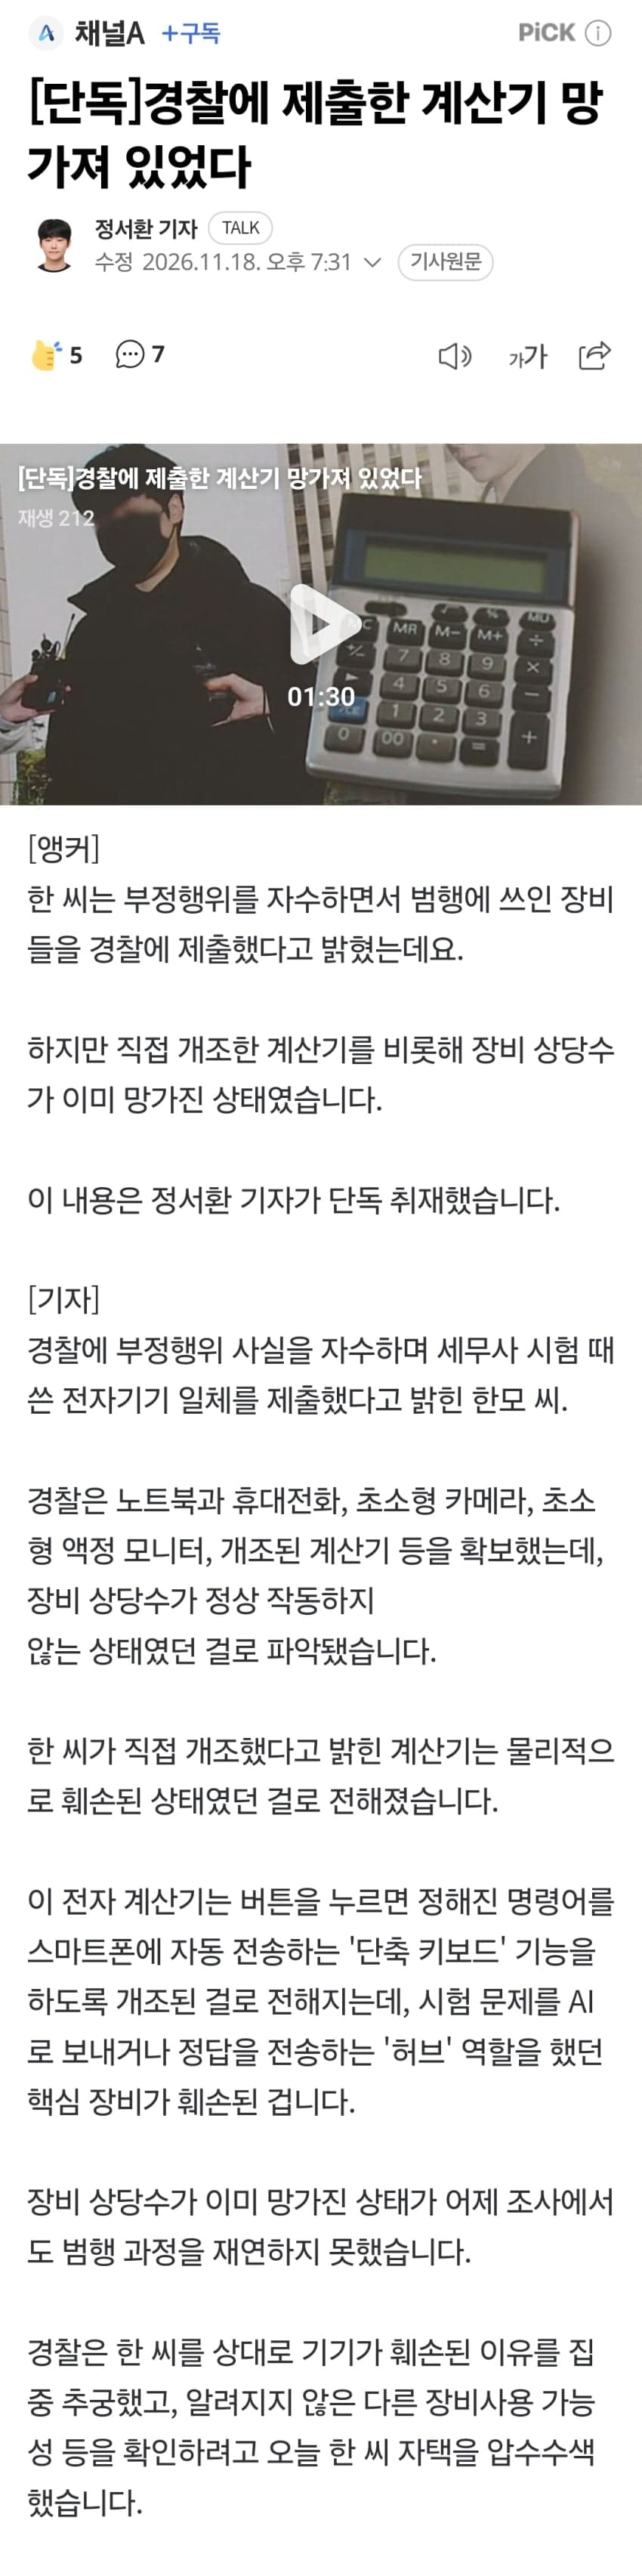 채널A +구독 PiCK
[단독]경찰에 제출한 계산기 망
가져 있었다
정서환 기자 TALK
수정 2026.11.18. 오후 7:31 기사원문
5 7 가가
[단독]경찰에 제출한 계산기 망가져 있었다
재생 212
01:30
MU
MR M- M+ ÷
7 8 9 ×
4 5 6 −
1 2 3 +
0 00 . =
[앵커]
한 씨는 부정행위를 자수하면서 범행에 쓰인 장비
들을 경찰에 제출했다고 밝혔는데요.
하지만 직접 개조한 계산기를 비롯해 장비 상당수
가 이미 망가진 상태였습니다.
이 내용은 정서환 기자가 단독 취재했습니다.
[기자]
경찰에 부정행위 사실을 자수하며 세무사 시험 때
쓴 전자기기 일체를 제출했다고 밝힌 한모 씨.
경찰은 노트북과 휴대전화, 초소형 카메라, 초소
형 액정 모니터, 개조된 계산기 등을 확보했는데,
장비 상당수가 정상 작동하지
않는 상태였던 걸로 파악됐습니다.
한 씨가 직접 개조했다고 밝힌 계산기는 물리적으
로 훼손된 상태였던 걸로 전해졌습니다.
이 전자 계산기는 버튼을 누르면 정해진 명령어를
스마트폰에 자동 전송하는 '단축 키보드' 기능을
하도록 개조된 걸로 전해지는데, 시험 문제를 AI
로 보내거나 정답을 전송하는 '허브' 역할을 했던
핵심 장비가 훼손된 겁니다.
장비 상당수가 이미 망가진 상태가 어제 조사에서
도 범행 과정을 재연하지 못했습니다.
경찰은 한 씨를 상대로 기기가 훼손된 이유를 집
중 추궁했고, 알려지지 않은 다른 장비사용 가능
성 등을 확인하려고 오늘 한 씨 자택을 압수수색
했습니다.